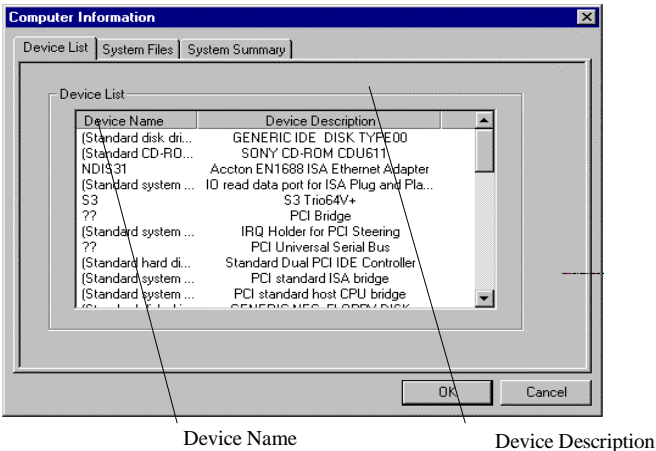 Computer Information
Device List System Files System Summary
Device List
Device Name Device Description
(Standard disk dri... GENERIC IDE DISK TYPE00
(Standard CD-RO... SONY CD-ROM CDU611
NDIS31 Accton EN1688 ISA Ethernet Adapter
(Standard system ... IO read data port for ISA Plug and Pla...
S3 S3 Trio64V+
?? PCI Bridge
(Standard system ... IRQ Holder for PCI Steering
?? PCI Universal Serial Bus
(Standard hard di... Standard Dual PCI IDE Controller
(Standard system ... PCI standard ISA bridge
(Standard system ... PCI standard host CPU bridge
GENERIC NEC FLOPPY DISK
OK Cancel
Device Name Device Description